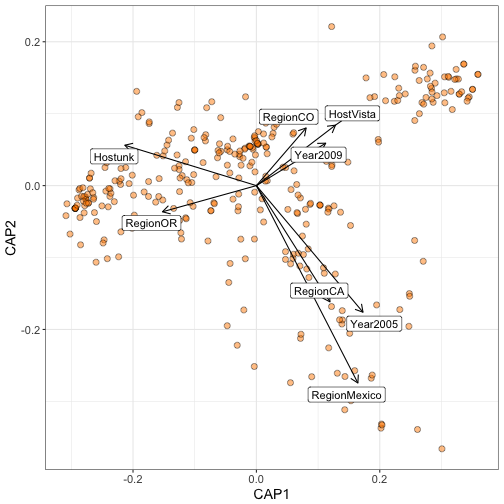 0.2
RegionCO
HostVista
Hostunk
Year2009
0.0
RegionOR
CAP2
RegionCA
Year2005
-0.2
RegionMexico
-0.2
0.0
0.2
CAP1